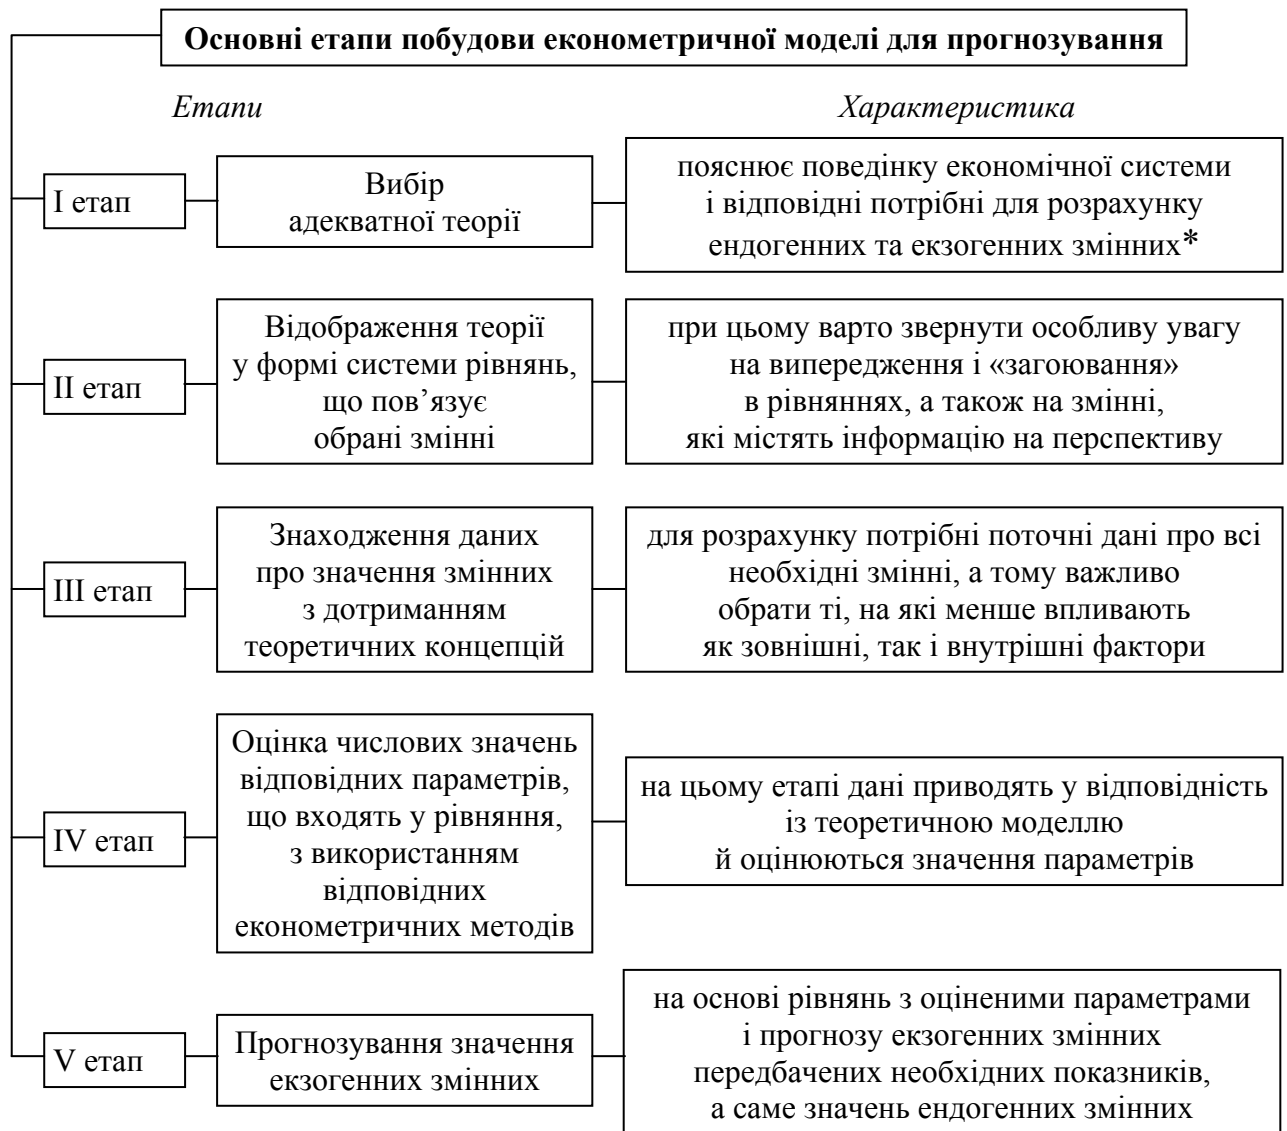 Основні етапи побудови економетричної моделі для прогнозування
Етапи
Характеристика
I етап
Вибір
адекватної теорії
пояснює поведінку економічної системи
і відповідні потрібні для розрахунку
ендогенних та екзогенних змінних*
II етап
Відображення теорії
у формі системи рівнянь,
що пов’язує
обрані змінні
при цьому варто звернути особливу увагу
на випередження і «загоювання»
в рівняннях, а також на змінні,
які містять інформацію на перспективу
III етап
Знаходження даних
про значення змінних
з дотриманням
теоретичних концепцій
для розрахунку потрібні поточні дані про всі
необхідні змінні, а тому важливо
обрати ті, на які менше впливають
як зовнішні, так і внутрішні фактори
IV етап
Оцінка числових значень
відповідних параметрів,
що входять у рівняння,
з використанням
відповідних
економетричних методів
на цьому етапі дані приводять у відповідність
із теоретичною моделлю
й оцінюються значення параметрів
V етап
Прогнозування значення
екзогенних змінних
на основі рівнянь з оціненими параметрами
і прогнозу екзогенних змінних
передбачених необхідних показників,
а саме значень ендогенних змінних